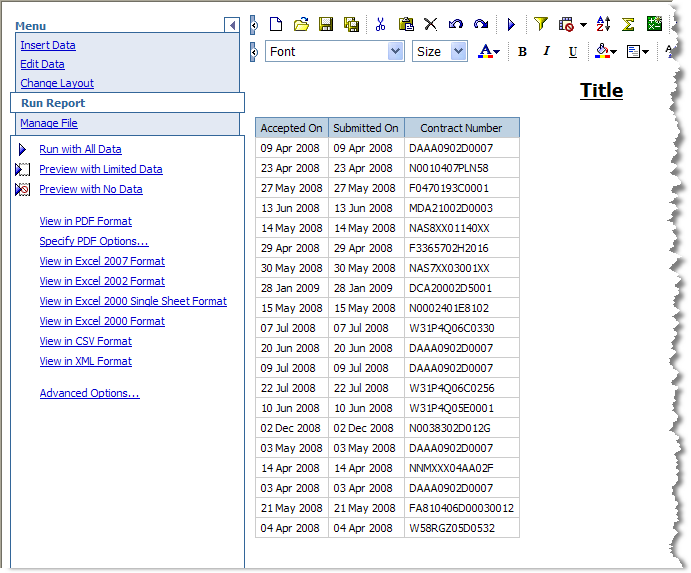 Menu
Insert Data
Edit Data
Change Layout
Run Report
Manage File
Run with All Data
Preview with Limited Data
Preview with No Data
View in PDF Format
Specify PDF Options...
View in Excel 2007 Format
View in Excel 2002 Format
View in Excel 2000 Single Sheet Format
View in Excel 2000 Format
View in CSV Format
View in XML Format
Advanced Options...
Font Size A B I U
Title
Accepted On Submitted On Contract Number
09 Apr 2008 09 Apr 2008 DAAA0902D0007
23 Apr 2008 23 Apr 2008 N0010407PLN58
27 May 2008 27 May 2008 F0470193C0001
13 Jun 2008 13 Jun 2008 MDA21002D0003
14 May 2008 14 May 2008 NAS8XX01140XX
29 Apr 2008 29 Apr 2008 F3365702H2016
30 May 2008 30 May 2008 NAS7XX03001XX
28 Jan 2009 28 Jan 2009 DCA20002D5001
15 May 2008 15 May 2008 N0002401E8102
07 Jul 2008 07 Jul 2008 W31P4Q06C0330
20 Jun 2008 20 Jun 2008 DAAA0902D0007
09 Jul 2008 09 Jul 2008 DAAA0902D0007
22 Jul 2008 22 Jul 2008 W31P4Q06C0256
10 Jun 2008 10 Jun 2008 W31P4Q05E0001
02 Dec 2008 02 Dec 2008 N0038302D012G
03 May 2008 03 May 2008 DAAA0902D0007
14 Apr 2008 14 Apr 2008 NNMXXX04AA02F
03 Apr 2008 03 Apr 2008 DAAA0902D0007
21 May 2008 21 May 2008 FA810406D00030012
04 Apr 2008 04 Apr 2008 W58RGZ05D0532